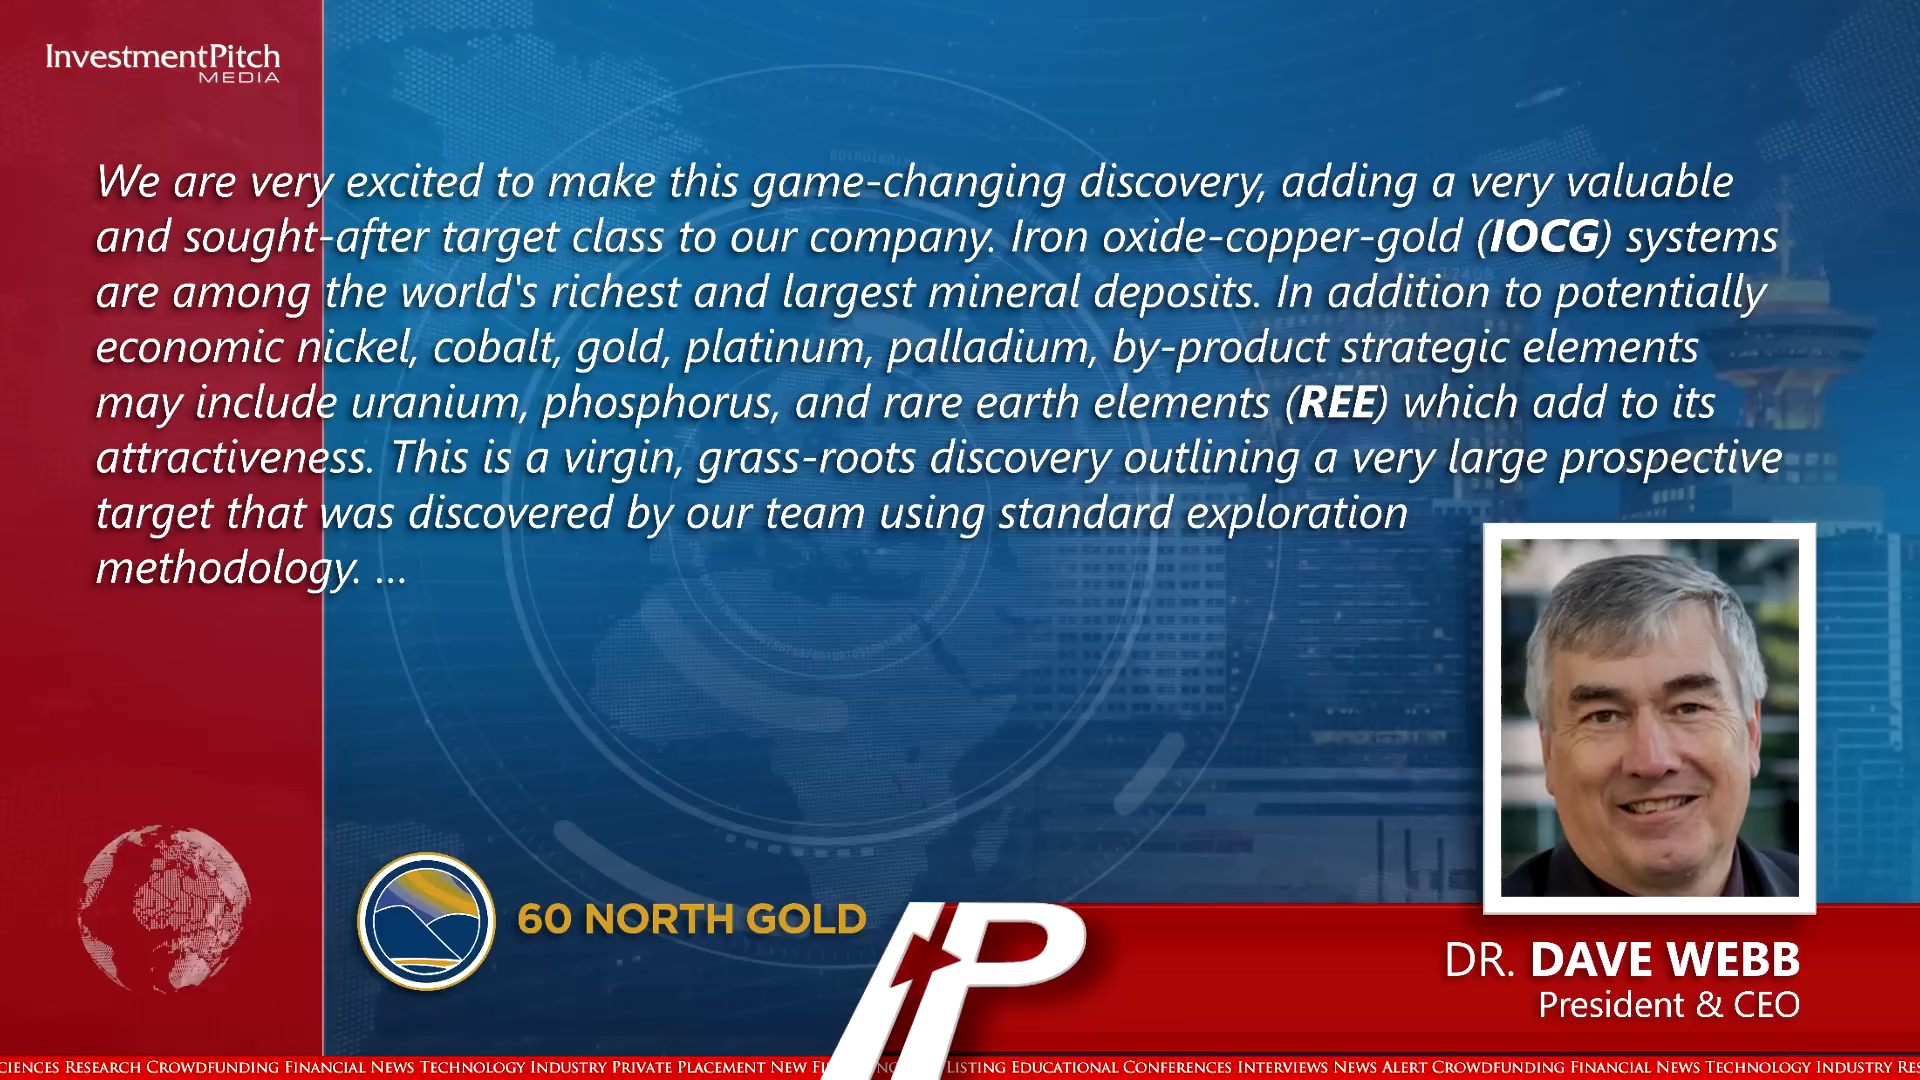 InvestmentPitch
MEDIA
We are very excited to make this game-changing discovery, adding a very valuable
and sought-after target class to our company. Iron oxide-copper-gold (IOCG) systems
are among the world's richest and largest mineral deposits. In addition to potentially
economic nickel, cobalt, gold, platinum, palladium, by-product strategic elements
may include uranium, phosphorus, and rare earth elements (REE) which add to its
attractiveness. This is a virgin, grass-roots discovery outlining a very large prospective
target that was discovered by our team using standard exploration
methodology. ...
60 NORTH GOLD
IP
DR. DAVE WEBB
President & CEO
RESEARCH CROWDFUNDING FINANCIAL NEWS TECHNOLOGY INDUSTRY PRIVATE PLACEMENT NEW LISTING EDUCATIONAL CONFERENCES INTERVIEWS NEWS ALERT CROWDFUNDING FINANCIAL NEWS TECHNOLOGY INDUSTRY